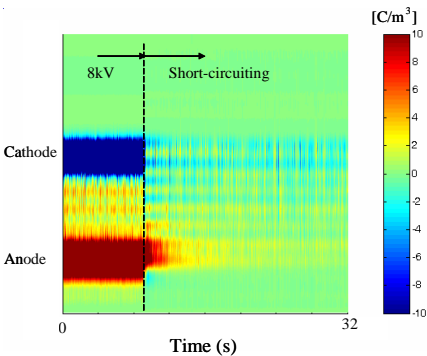 [C/m³]
8kV
Short-circuiting
Cathode
Anode
0
32
Time (s)
10
8
6
4
2
0
-2
-4
-6
-8
-10